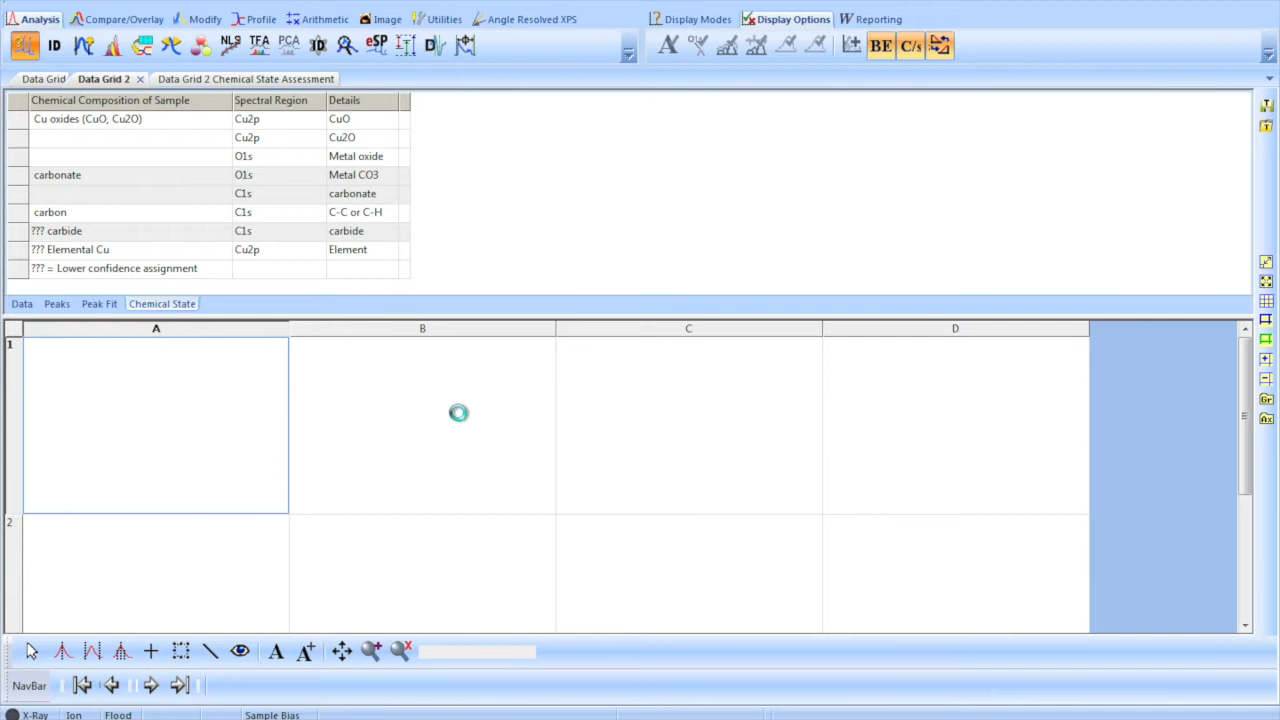 Analysis Compare/Overlay Modify Profile Arithmetic Image Utilities Angle Resolved XPS Display Modes Display Options Reporting
ID NLS TFA PCA 3D eSP A BE C/s
Data Grid Data Grid 2 Data Grid 2 Chemical State Assessment
Chemical Composition of Sample Spectral Region Details
Cu oxides (CuO, Cu2O) Cu2p CuO
Cu2p Cu2O
O1s Metal oxide
carbonate O1s Metal CO3
C1s carbonate
carbon C1s C-C or C-H
??? carbide C1s carbide
??? Elemental Cu Cu2p Element
??? = Lower confidence assignment
Data Peaks Peak Fit Chemical State
A B C D
1
2
Gr
Ax
A A+
NavBar
X-Ray Ion Flood Sample Bias